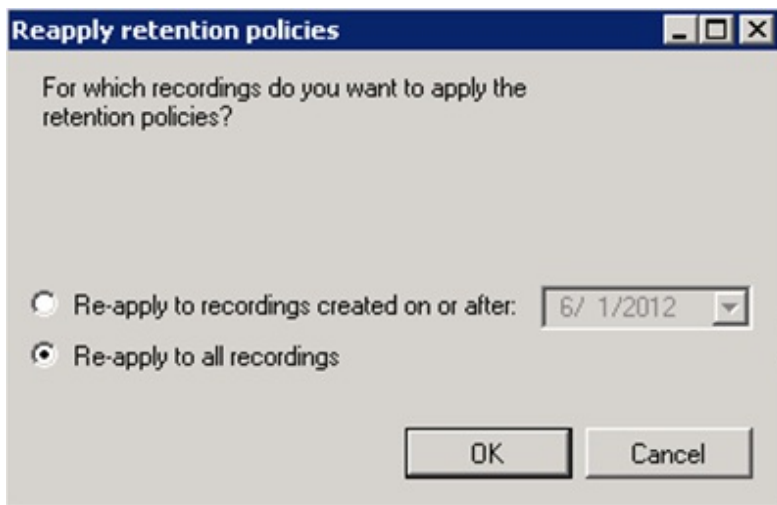 Reapply retention policies
For which recordings do you want to apply the
retention policies?
Re-apply to recordings created on or after: 6/ 1/2012
Re-apply to all recordings
OK Cancel